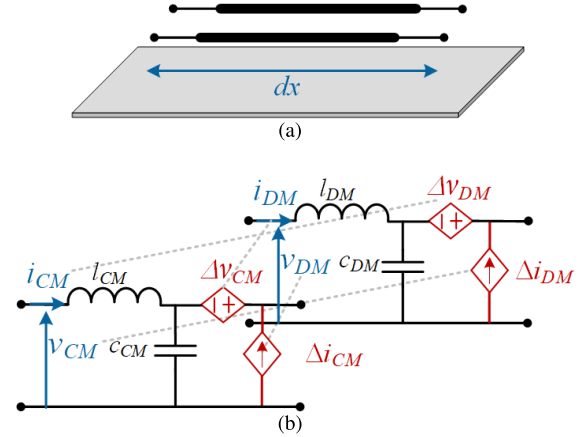 dx
(a)
i_DM
l_DM
Δv_DM
i_CM
l_CM
Δv_CM
v_DM
c_DM
Δi_DM
v_CM
c_CM
Δi_CM
(b)